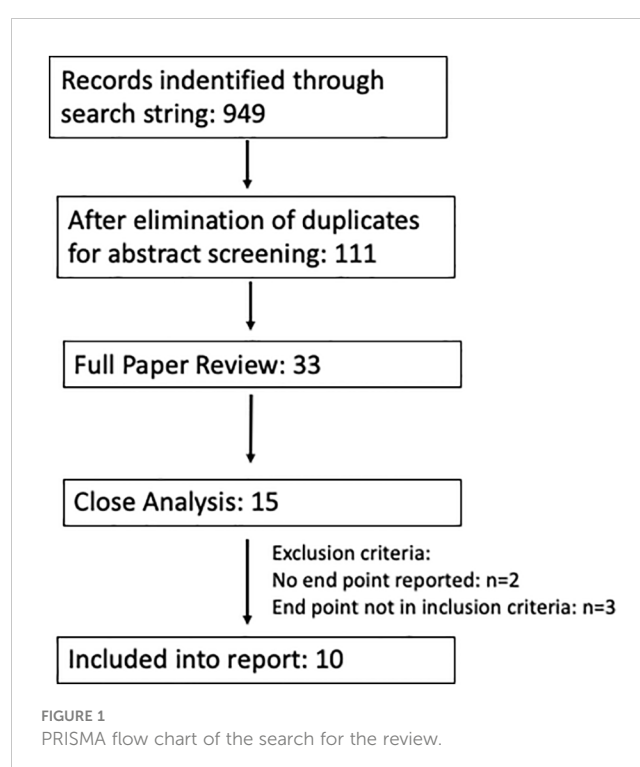 Records indentified through
search string: 949
After elimination of duplicates
for abstract screening: 111
Full Paper Review: 33
Close Analysis: 15
Exclusion criteria:
No end point reported: n=2
End point not in inclusion criteria: n=3
Included into report: 10
FIGURE 1
PRISMA flow chart of the search for the review.